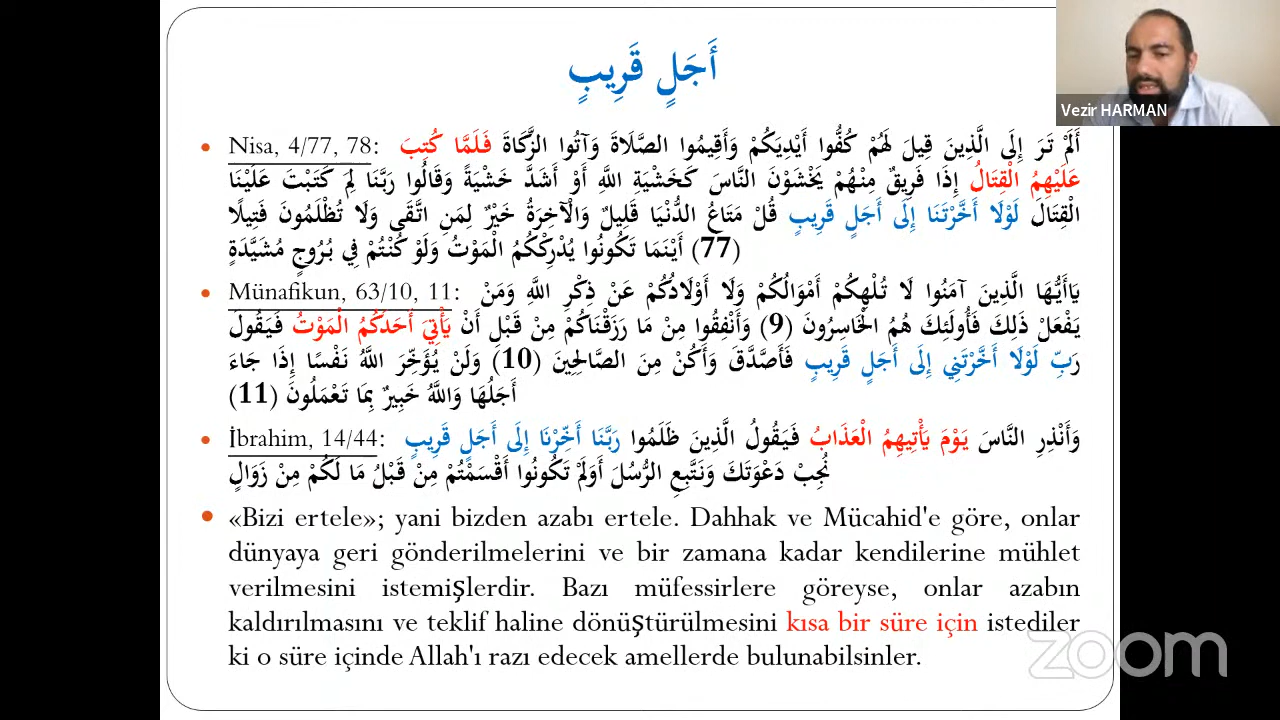 أَجَلٍ قَرِيبٍ
Vezir HARMAN
• Nisa, 4/77, 78: أَلَمْ تَرَ إِلَى الَّذِينَ قِيلَ لَهُمْ كُفُّوا أَيْدِيَكُمْ وَأَقِيمُوا الصَّلَاةَ وَآتُوا الزَّكَاةَ فَلَمَّا كُتِبَ
عَلَيْهِمُ الْقِتَالُ إِذَا فَرِيقٌ مِنْهُمْ يَخْشَوْنَ النَّاسَ كَخَشْيَةِ اللَّهِ أَوْ أَشَدَّ خَشْيَةً وَقَالُوا رَبَّنَا لِمَ كَتَبْتَ عَلَيْنَا
الْقِتَالَ لَوْلَا أَخَّرْتَنَا إِلَى أَجَلٍ قَرِيبٍ قُلْ مَتَاعُ الدُّنْيَا قَلِيلٌ وَالْآخِرَةُ خَيْرٌ لِمَنِ اتَّقَى وَلَا تُظْلَمُونَ فَتِيلًا
(77) أَيْنَمَا تَكُونُوا يُدْرِكْكُمُ الْمَوْتُ وَلَوْ كُنْتُمْ فِي بُرُوجٍ مُشَيَّدَةٍ
• Münafikun, 63/10, 11: يَاأَيُّهَا الَّذِينَ آمَنُوا لَا تُلْهِكُمْ أَمْوَالُكُمْ وَلَا أَوْلَادُكُمْ عَنْ ذِكْرِ اللَّهِ وَمَنْ
يَفْعَلْ ذَلِكَ فَأُولَئِكَ هُمُ الْخَاسِرُونَ (9) وَأَنْفِقُوا مِنْ مَا رَزَقْنَاكُمْ مِنْ قَبْلِ أَنْ يَأْتِيَ أَحَدَكُمُ الْمَوْتُ فَيَقُولُ
رَبِّ لَوْلَا أَخَّرْتَنِي إِلَى أَجَلٍ قَرِيبٍ فَأَصَّدَّقَ وَأَكُنْ مِنَ الصَّالِحِينَ (10) وَلَنْ يُؤَخِّرَ اللَّهُ نَفْسًا إِذَا جَاءَ
أَجَلُهَا وَاللَّهُ خَبِيرٌ بِمَا تَعْمَلُونَ (11)
• İbrahim, 14/44: وَأَنْذِرِ النَّاسَ يَوْمَ يَأْتِيهِمُ الْعَذَابُ فَيَقُولُ الَّذِينَ ظَلَمُوا رَبَّنَا أَخِّرْنَا إِلَى أَجَلٍ قَرِيبٍ
نُجِبْ دَعْوَتَكَ وَنَتَّبِعِ الرُّسُلَ أَوَلَمْ تَكُونُوا أَقْسَمْتُمْ مِنْ قَبْلُ مَا لَكُمْ مِنْ زَوَالٍ
• «Bizi ertele»; yani bizden azabı ertele. Dahhak ve Mücahid'e göre, onlar
dünyaya geri gönderilmelerini ve bir zamana kadar kendilerine mühlet
verilmesini istemişlerdir. Bazı müfessirlere göreyse, onlar azabın
kaldırılmasını ve teklif haline dönüştürülmesini kısa bir süre için istediler
ki o süre içinde Allah'ı razı edecek amellerde bulunabilsinler.
zoom